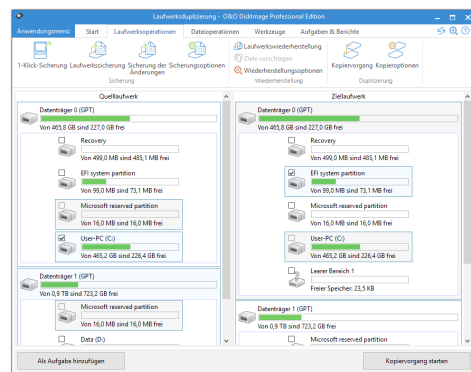 Laufwerksduplizierung - O&O DiskImage Professional Edition
Anwendungsmenü Start Laufwerksoperationen Dateioperationen Werkzeuge Aufgaben & Berichte
1-Klick-Sicherung Laufwerkssicherung Sicherung der Änderungen Sicherungsoptionen
Sicherung
Laufwerkswiederherstellung
Ziele vorschlagen
Wiederherstellungsoptionen
Wiederherstellung
Kopiervorgang Kopieroptionen
Duplizierung
Quelllaufwerk
Datenträger 0 (GPT)
Von 465,8 GB sind 227,0 GB frei
Recovery
Von 499,0 MB sind 485,1 MB frei
EFI system partition
Von 99,0 MB sind 73,1 MB frei
Microsoft reserved partition
Von 16,0 MB sind 16,0 MB frei
User-PC (C:)
Von 465,2 GB sind 226,4 GB frei
Datenträger 1 (GPT)
Von 0,9 TB sind 723,2 GB frei
Microsoft reserved partition
Von 16,0 MB sind 16,0 MB frei
Data (D:)
Ziellaufwerk
Datenträger 0 (GPT)
Von 465,8 GB sind 227,0 GB frei
Recovery
Von 499,0 MB sind 485,1 MB frei
EFI system partition
Von 99,0 MB sind 73,1 MB frei
Microsoft reserved partition
Von 16,0 MB sind 16,0 MB frei
User-PC (C:)
Von 465,2 GB sind 226,4 GB frei
Leerer Bereich 1
Freier Speicher: 23,5 KB
Datenträger 1 (GPT)
Von 0,9 TB sind 723,2 GB frei
Microsoft reserved partition
Als Aufgabe hinzufügen
Kopiervorgang starten